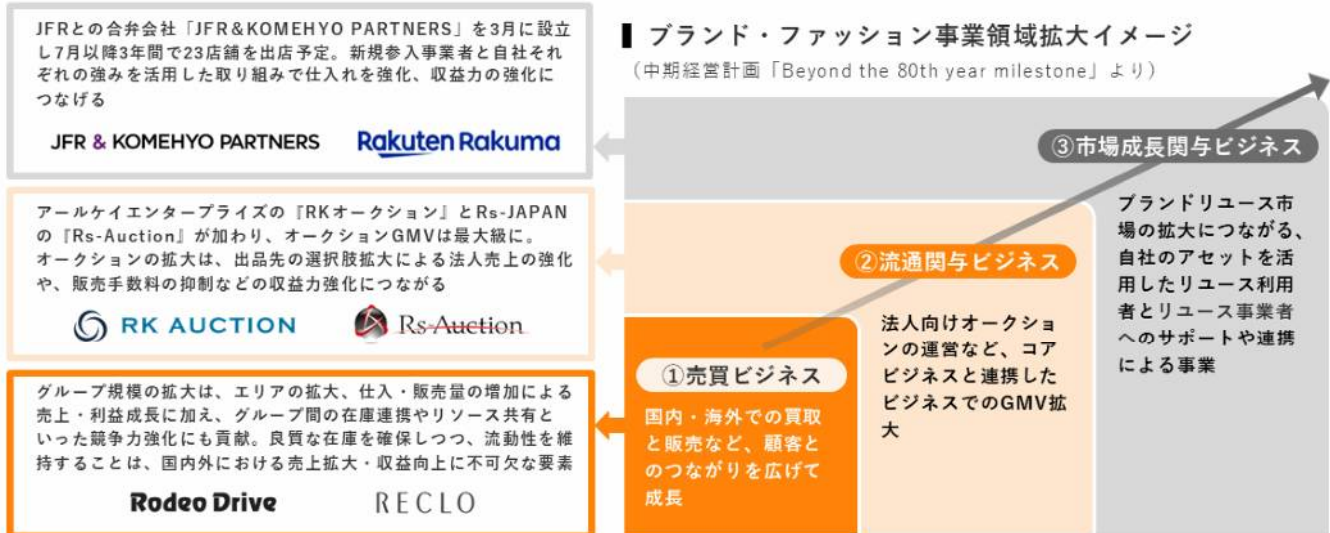 JFRとの合弁会社「JFR&KOMEHYO PARTNERS」を3月に設立
し7月以降3年間で23店舗を出店予定。新規参入事業者と自社それ
ぞれの強みを活用した取り組みで仕入れを強化、収益力の強化に
つなげる
JFR & KOMEHYO PARTNERS
Rakuten Rakuma
アールケイエンタープライズの『RKオークション』とRs-JAPAN
の『Rs-Auction』が加わり、オークションGMVは最大級に。
オークションの拡大は、出品先の選択肢拡大による法人売上の強化
や、販売手数料の抑制などの収益力強化につながる
RK AUCTION
Rs-Auction
グループ規模の拡大は、エリアの拡大、仕入・販売量の増加による
売上・利益成長に加え、グループ間の在庫連携やリソース共有と
いった競争力強化にも貢献。良質な在庫を確保しつつ、流動性を維
持することは、国内外における売上拡大・収益向上に不可欠な要素
Rodeo Drive
RECLO
ブランド・ファッション事業領域拡大イメージ
(中期経営計画「Beyond the 80th year milestone」より)
③市場成長関与ビジネス
ブランドリユース市
場の拡大につながる、
自社のアセットを活
用したリユース利用
者とリユース事業者
へのサポートや連携
による事業
②流通関与ビジネス
法人向けオークショ
ンの運営など、コア
ビジネスと連携した
ビジネスでのGMV拡
大
①売買ビジネス
国内・海外での買取
と販売など、顧客と
のつながりを広げて
成長